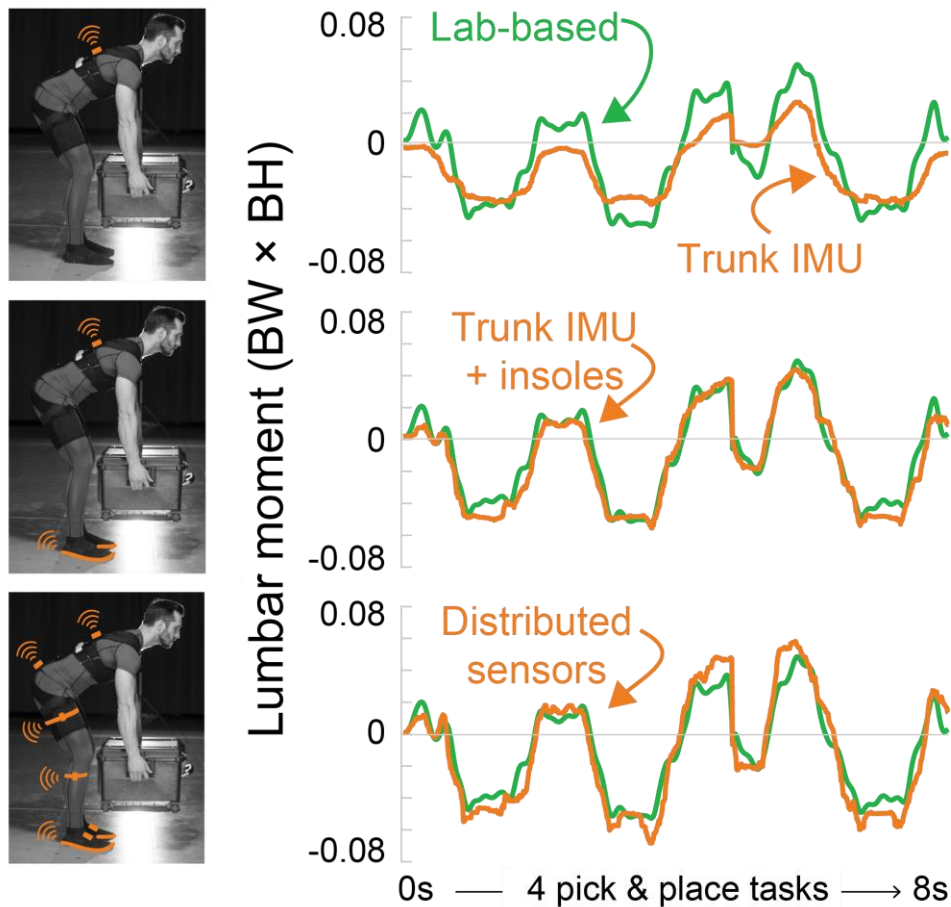 0.08
Lab-based
0
Trunk IMU
-0.08
Lumbar moment (BW × BH)
0.08
Trunk IMU
+ insoles
0
-0.08
0.08
Distributed
sensors
0
-0.08
0s
4 pick & place tasks
8s